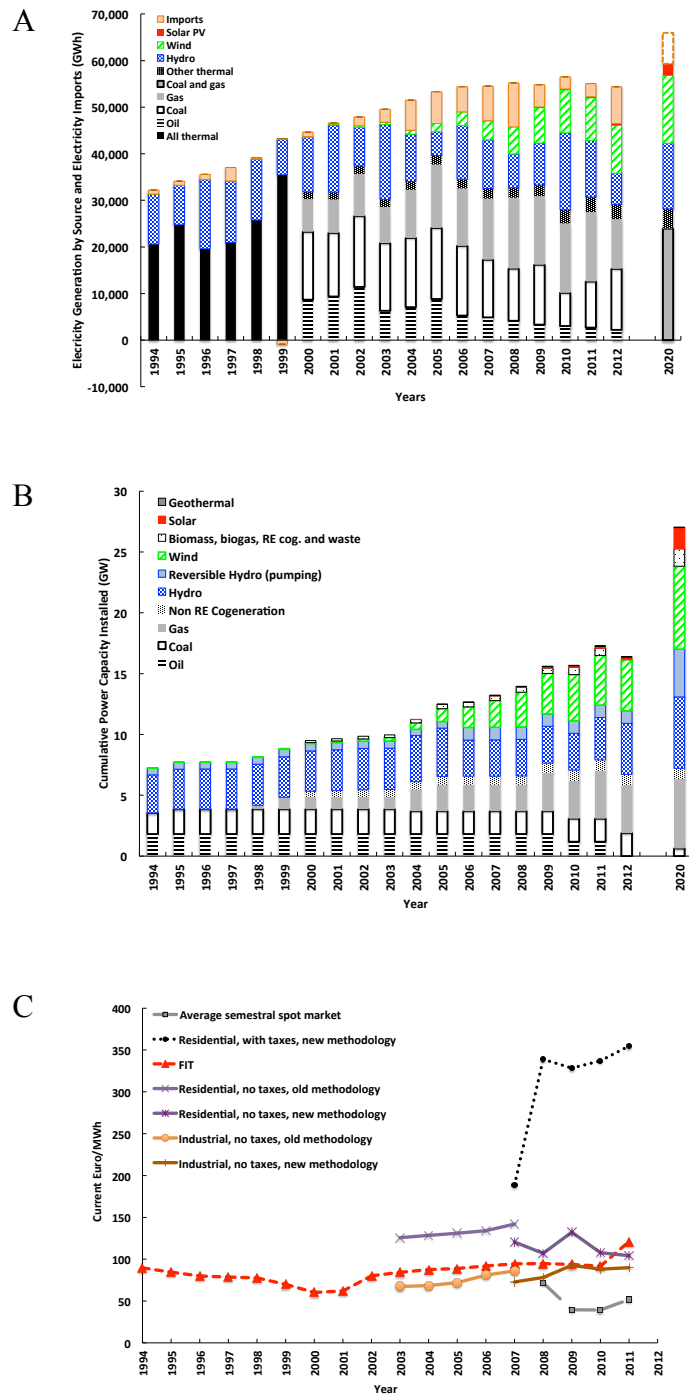 A
Elecricity Generation by Source and Electricity Imports (GWh)
70,000
60,000
50,000
40,000
30,000
20,000
10,000
0
-10,000
Imports
Solar PV
Wind
Hydro
Other thermal
Coal and gas
Gas
Coal
Oil
All thermal
1994
1995
1996
1997
1998
1999
2000
2001
2002
2003
2004
2005
2006
2007
2008
2009
2010
2011
2012
2020
Years
B
Cumulative Power Capacity Installed (GW)
30
25
20
15
10
5
0
Geothermal
Solar
Biomass, biogas, RE cog. and waste
Wind
Reversible Hydro (pumping)
Hydro
Non RE Cogeneration
Gas
Coal
Oil
1994
1995
1996
1997
1998
1999
2000
2001
2002
2003
2004
2005
2006
2007
2008
2009
2010
2011
2012
2020
Year
C
Current Euro/MWh
400
350
300
250
200
150
100
50
0
Average semestral spot market
Residential, with taxes, new methodology
FIT
Residential, no taxes, old methodology
Residential, no taxes, new methodology
Industrial, no taxes, old methodology
Industrial, no taxes, new methodology
1994
1995
1996
1997
1998
1999
2000
2001
2002
2003
2004
2005
2006
2007
2008
2009
2010
2011
2012
Year